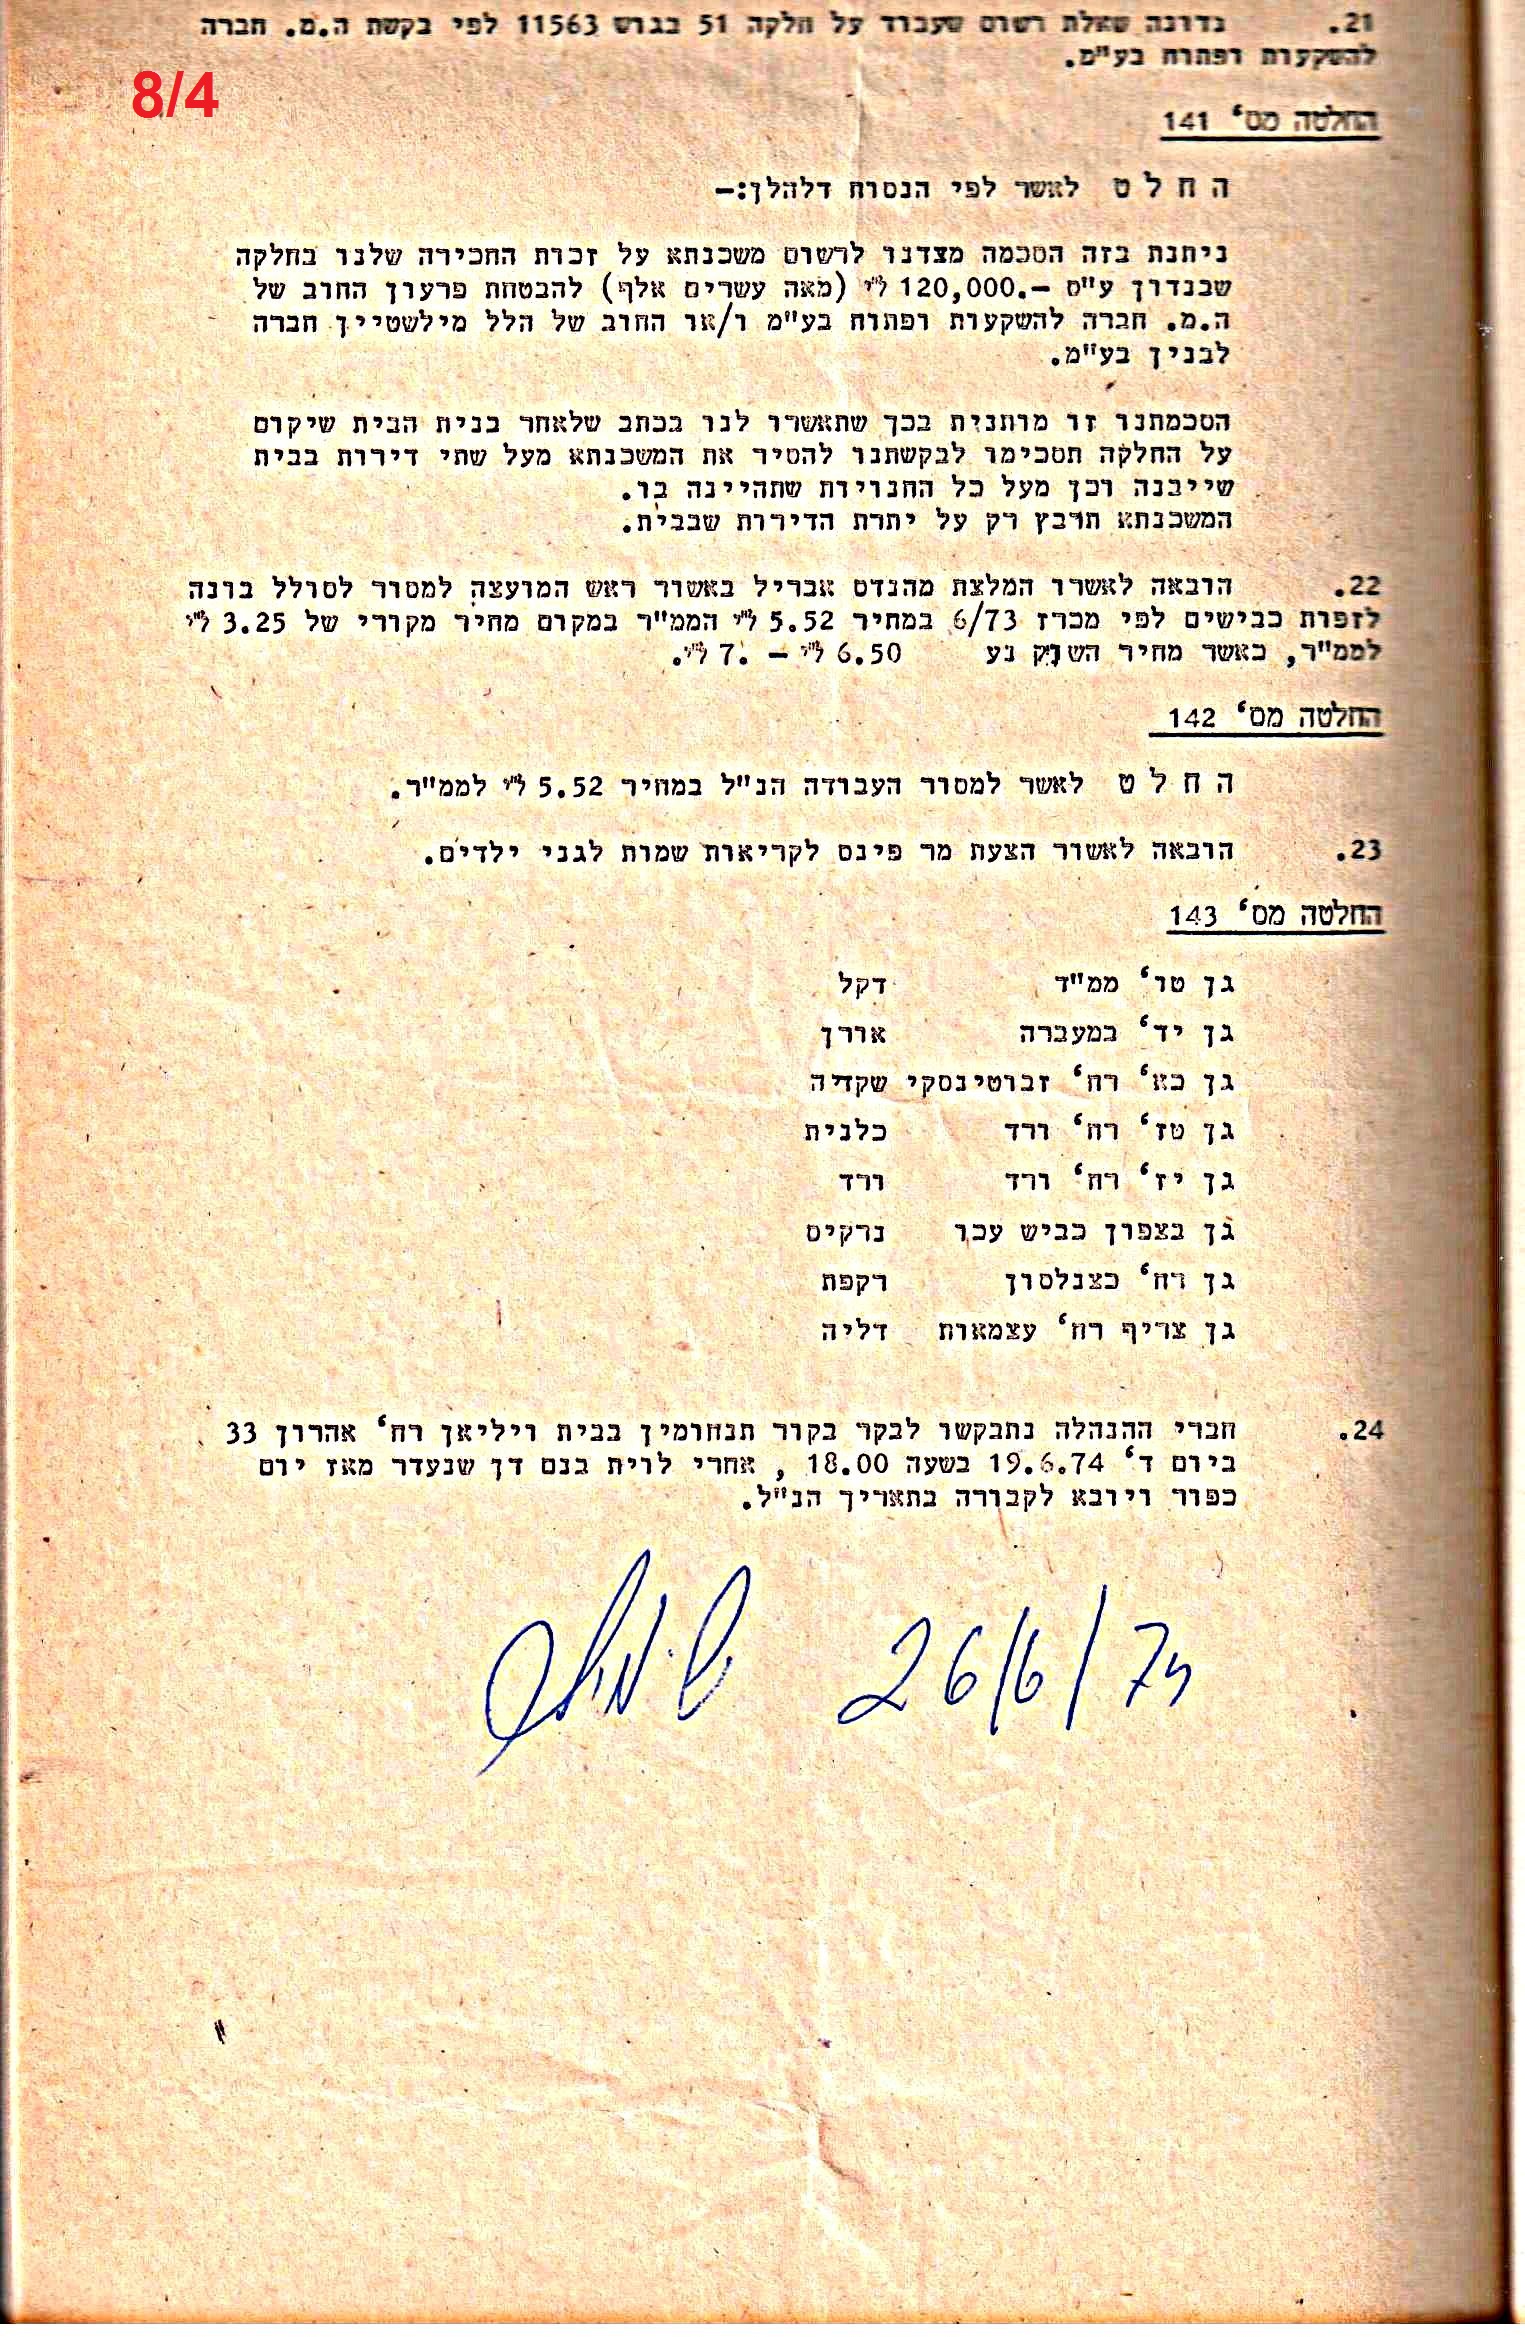 21. נדונה שאלת רשום שעבוד על חלקה 51 בגוש 11563 לפי בקשת ה.מ. חברה
להשקעות ופתוח בע"מ.
8/4
החלטה מס' 141
ה ח ל ט לאשר לפי הנסוח דלהלן:-
ניתנת בזה הסכמה מצדנו לרשום משכנתא על זכות החכירה שלנו בחלקה
שבנדון ע"ס -.120,000 ל"י (מאה עשרים אלף) להבטחת פרעון החוב של
ה.מ. חברה להשקעות ופתוח בע"מ ו/או החוב של הלל מילשטיין חברה
לבנין בע"מ.
הסכמתנו זו מותנית בכך שתאשרו לנו בכתב שלאחר בנית הבית שיקום
על החלקה תסכימו לבקשתנו להסיר את המשכנתא מעל שתי דירות בבית
שייבנה וכן מעל כל החנויות שתהיינה בו.
המשכנתא תרבץ רק על יתרת הדירות שבבית.
22. הובאה לאשרו המלצת מהנדס אבריל באשור ראש המועצה למסור לסולל בונה
לזפות כבישים לפי מכרז 6/73 במחיר 5.52 ל"י הממ"ר במקום מחיר מקורי של 3.25 ל"י
לממ"ר, כאשר מחיר השוק נע 6.50 ל"י - .7 ל"י.
החלטה מס' 142
ה ח ל ט לאשר למסור העבודה הנ"ל במחיר 5.52 ל"י לממ"ר.
23. הובאה לאשור הצעת מר פינס לקריאות שמות לגני ילדים.
החלטה מס' 143
גן טו' ממ"ד דקל
גן יד' במעברה אורן
גן כא' רח' זבוטינסקי שקדיה
גן טז' רח' ורד כלנית
גן יז' רח' ורד ורד
גן בצפון כביש עכו נרקיס
גן רח' כצנלסון רקפת
גן צריף רח' עצמאות דליה
24. חברי ההנהלה נתבקשו לבקר בקור תנחומין בבית ויליאן רח' אהרון 33
ביום ד' 19.6.74 בשעה 18.00 , אחרי לוית בנם דן שנעדר מאז יום
כפור ויובא לקבורה בתאריך הנ"ל.
26/6/74